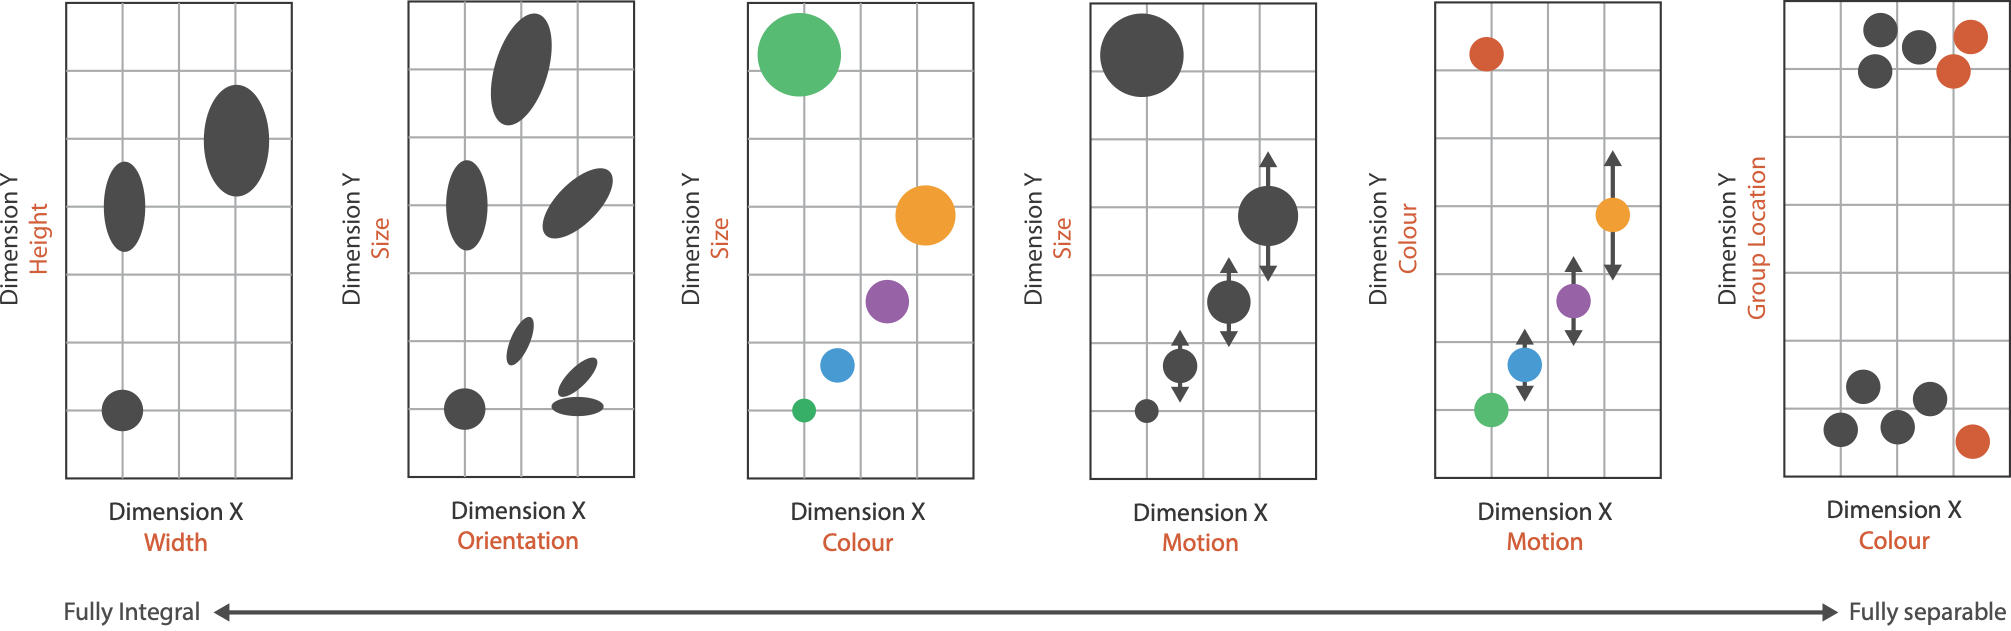 Dimension Y
Height
Dimension X
Width
Dimension Y
Size
Dimension X
Orientation
Dimension Y
Size
Dimension X
Colour
Dimension Y
Size
Dimension X
Motion
Dimension Y
Colour
Dimension X
Motion
Dimension Y
Group Location
Dimension X
Colour
Fully Integral
Fully separable